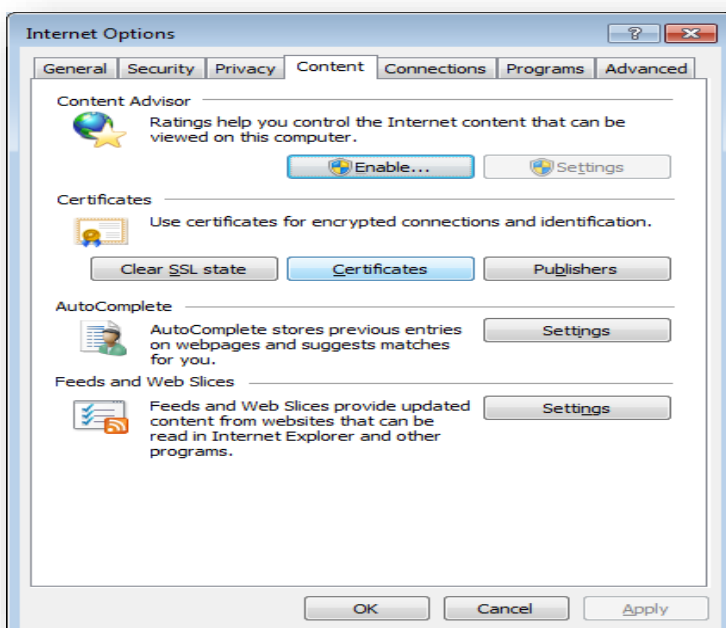 Internet Options
General Security Privacy Content Connections Programs Advanced
Content Advisor
Ratings help you control the Internet content that can be
viewed on this computer.
Enable... Settings
Certificates
Use certificates for encrypted connections and identification.
Clear SSL state Certificates Publishers
AutoComplete
AutoComplete stores previous entries
on webpages and suggests matches
for you.
Settings
Feeds and Web Slices
Feeds and Web Slices provide updated
content from websites that can be
read in Internet Explorer and other
programs.
Settings
OK Cancel Apply